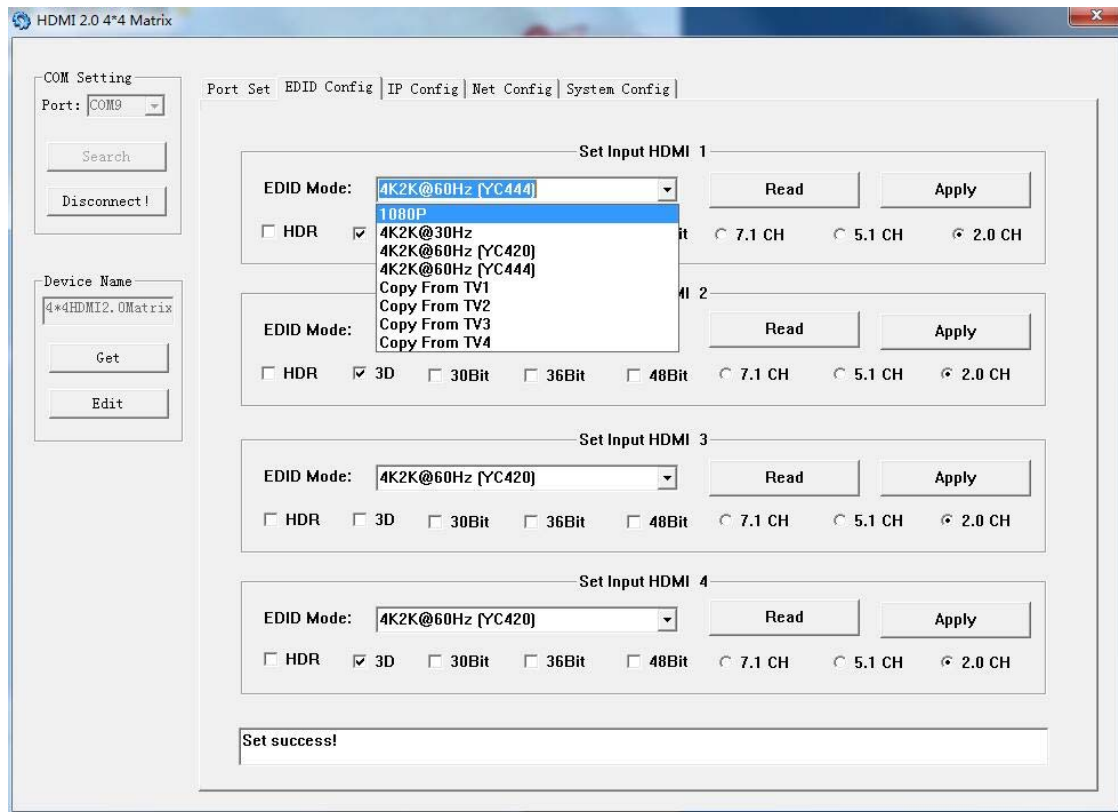 HDMI 2.0 4*4 Matrix
COM Setting
Port: COM9
Search
Disconnect!
Device Name
4*4HDMI2.0Matrix
Get
Edit
Port Set EDID Config IP Config Net Config System Config
Set Input HDMI 1
EDID Mode: 4K2K@60Hz (YC444) Read Apply
1080P
4K2K@30Hz
4K2K@60Hz (YC420)
4K2K@60Hz (YC444)
Copy From TV1
Copy From TV2
Copy From TV3
Copy From TV4
HDR 7.1 CH 5.1 CH 2.0 CH
2
EDID Mode: Read Apply
HDR 3D 30Bit 36Bit 48Bit 7.1 CH 5.1 CH 2.0 CH
Set Input HDMI 3
EDID Mode: 4K2K@60Hz (YC420) Read Apply
HDR 3D 30Bit 36Bit 48Bit 7.1 CH 5.1 CH 2.0 CH
Set Input HDMI 4
EDID Mode: 4K2K@60Hz (YC420) Read Apply
HDR 3D 30Bit 36Bit 48Bit 7.1 CH 5.1 CH 2.0 CH
Set success!